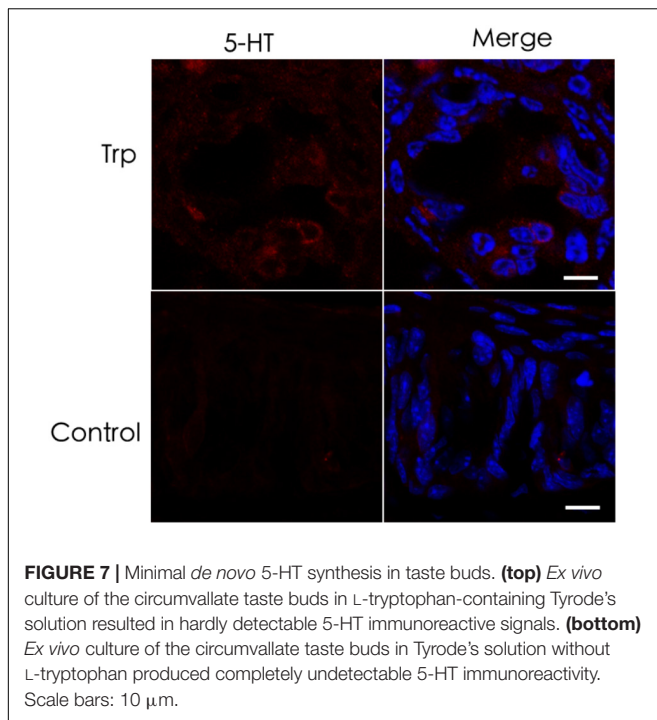 5-HT Merge
Trp
Control
FIGURE 7 | Minimal de novo 5-HT synthesis in taste buds. (top) Ex vivo
culture of the circumvallate taste buds in L-tryptophan-containing Tyrode’s
solution resulted in hardly detectable 5-HT immunoreactive signals. (bottom)
Ex vivo culture of the circumvallate taste buds in Tyrode’s solution without
L-tryptophan produced completely undetectable 5-HT immunoreactivity.
Scale bars: 10 μm.